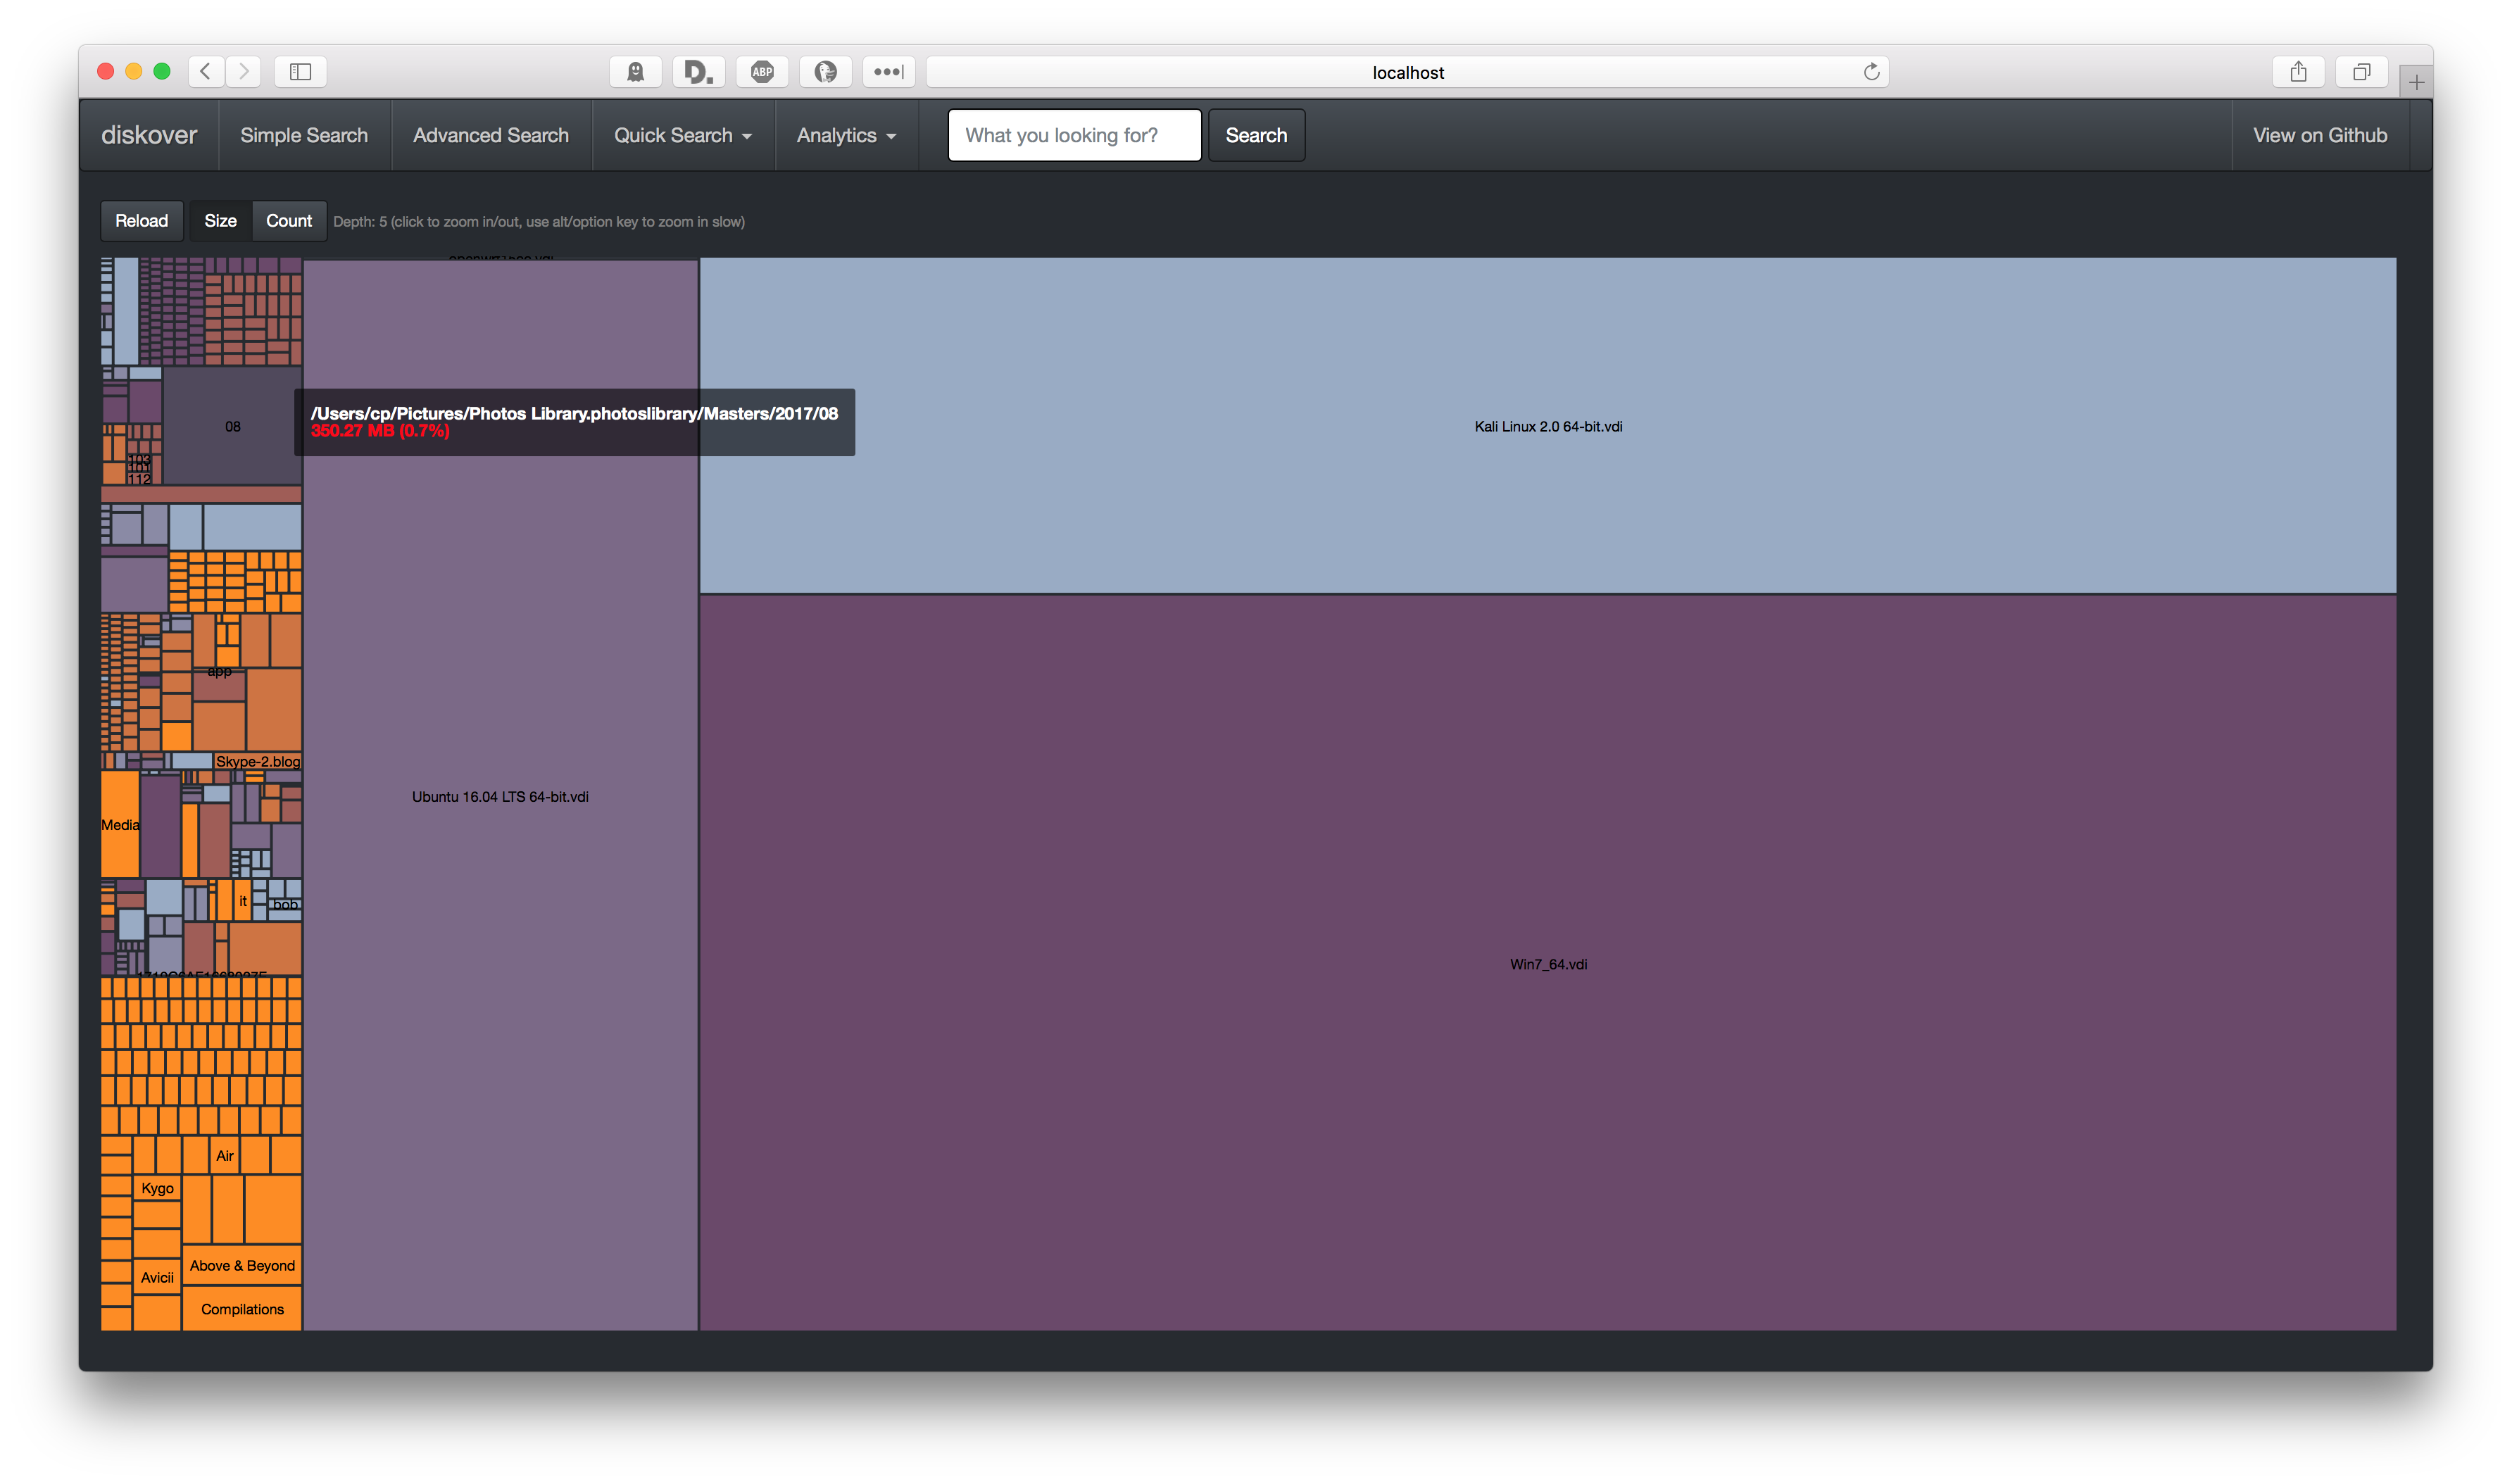 localhost
ABP
D.
diskover
Simple Search
Advanced Search
Quick Search
Analytics
What you looking for?
Search
View on Github
Reload
Size
Count
Depth: 5 (click to zoom in/out, use alt/option key to zoom in slow)
/Users/cp/Pictures/Photos Library.photoslibrary/Masters/2017/08
350.27 MB (0.7%)
08
Kali Linux 2.0 64-bit.vdi
103
101
112
app
Skype-2.blog
Ubuntu 16.04 LTS 64-bit.vdi
Media
it
bob
Win7_64.vdi
Air
Kygo
Above & Beyond
Avicii
Compilations